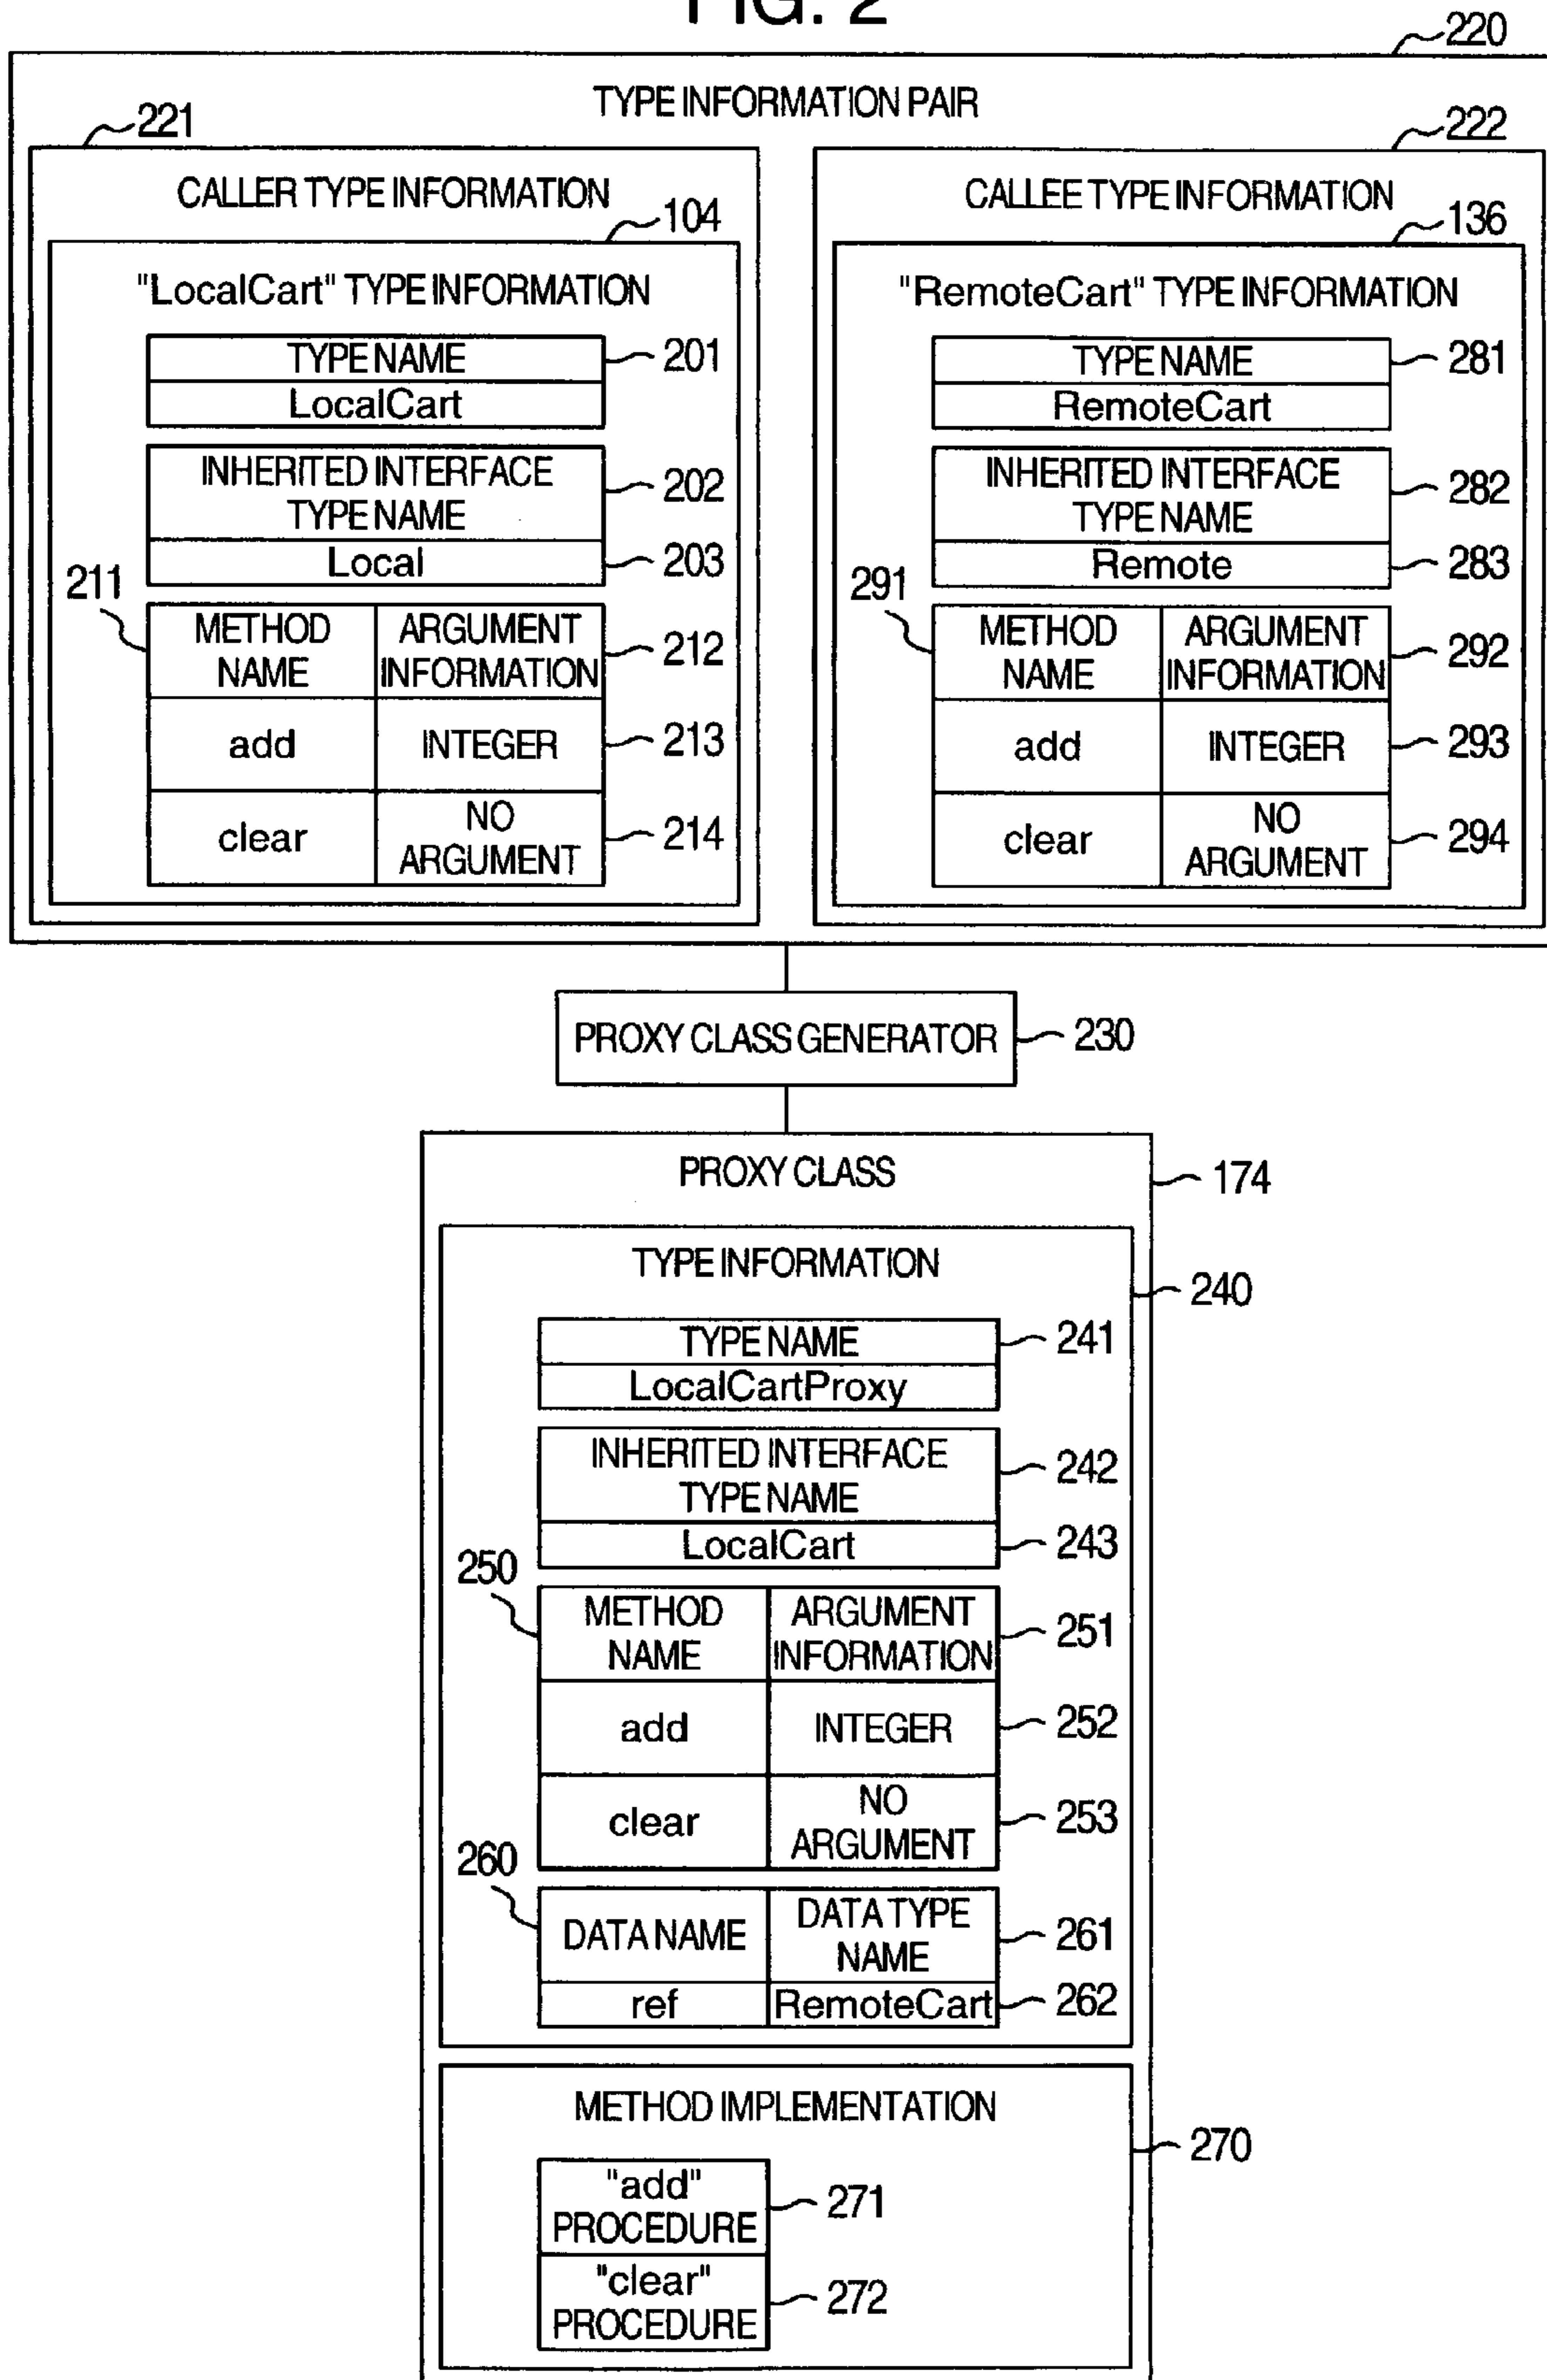 FIG. 2
220
TYPE INFORMATION PAIR
221
222
CALLER TYPE INFORMATION
CALLEE TYPE INFORMATION
104
136
"LocalCart" TYPE INFORMATION
TYPE NAME
201
LocalCart
INHERITED INTERFACE
TYPE NAME
202
Local
203
211
METHOD
NAME
ARGUMENT
INFORMATION
212
add
INTEGER
213
clear
NO
ARGUMENT
214
"RemoteCart" TYPE INFORMATION
TYPE NAME
281
RemoteCart
INHERITED INTERFACE
TYPE NAME
282
Remote
283
291
METHOD
NAME
ARGUMENT
INFORMATION
292
add
INTEGER
293
clear
NO
ARGUMENT
294
PROXY CLASS GENERATOR
230
PROXY CLASS
174
TYPE INFORMATION
240
TYPE NAME
241
LocalCartProxy
INHERITED INTERFACE
TYPE NAME
242
LocalCart
243
250
METHOD
NAME
ARGUMENT
INFORMATION
251
add
INTEGER
252
clear
NO
ARGUMENT
253
260
DATA NAME
DATA TYPE
NAME
261
ref
RemoteCart
262
METHOD IMPLEMENTATION
270
"add"
PROCEDURE
271
"clear"
PROCEDURE
272